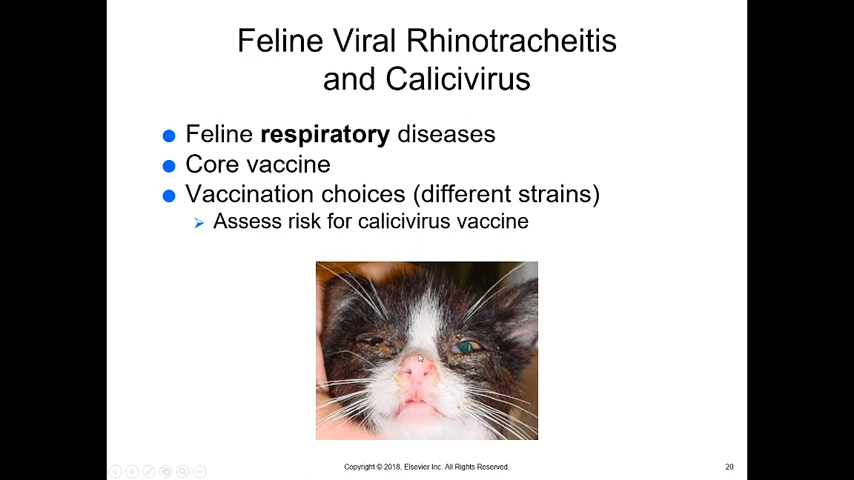 Feline Viral Rhinotracheitis
and Calicivirus
Feline respiratory diseases
Core vaccine
Vaccination choices (different strains)
Assess risk for calicivirus vaccine
Copyright © 2018, Elsevier Inc. All Rights Reserved.
20